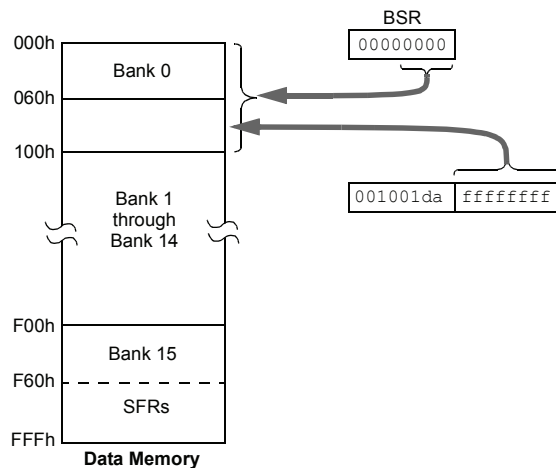 BSR
000h
00000000
Bank 0
060h
100h
001001da ffffffff
Bank 1
through
Bank 14
F00h
Bank 15
F60h
SFRs
FFFh
Data Memory